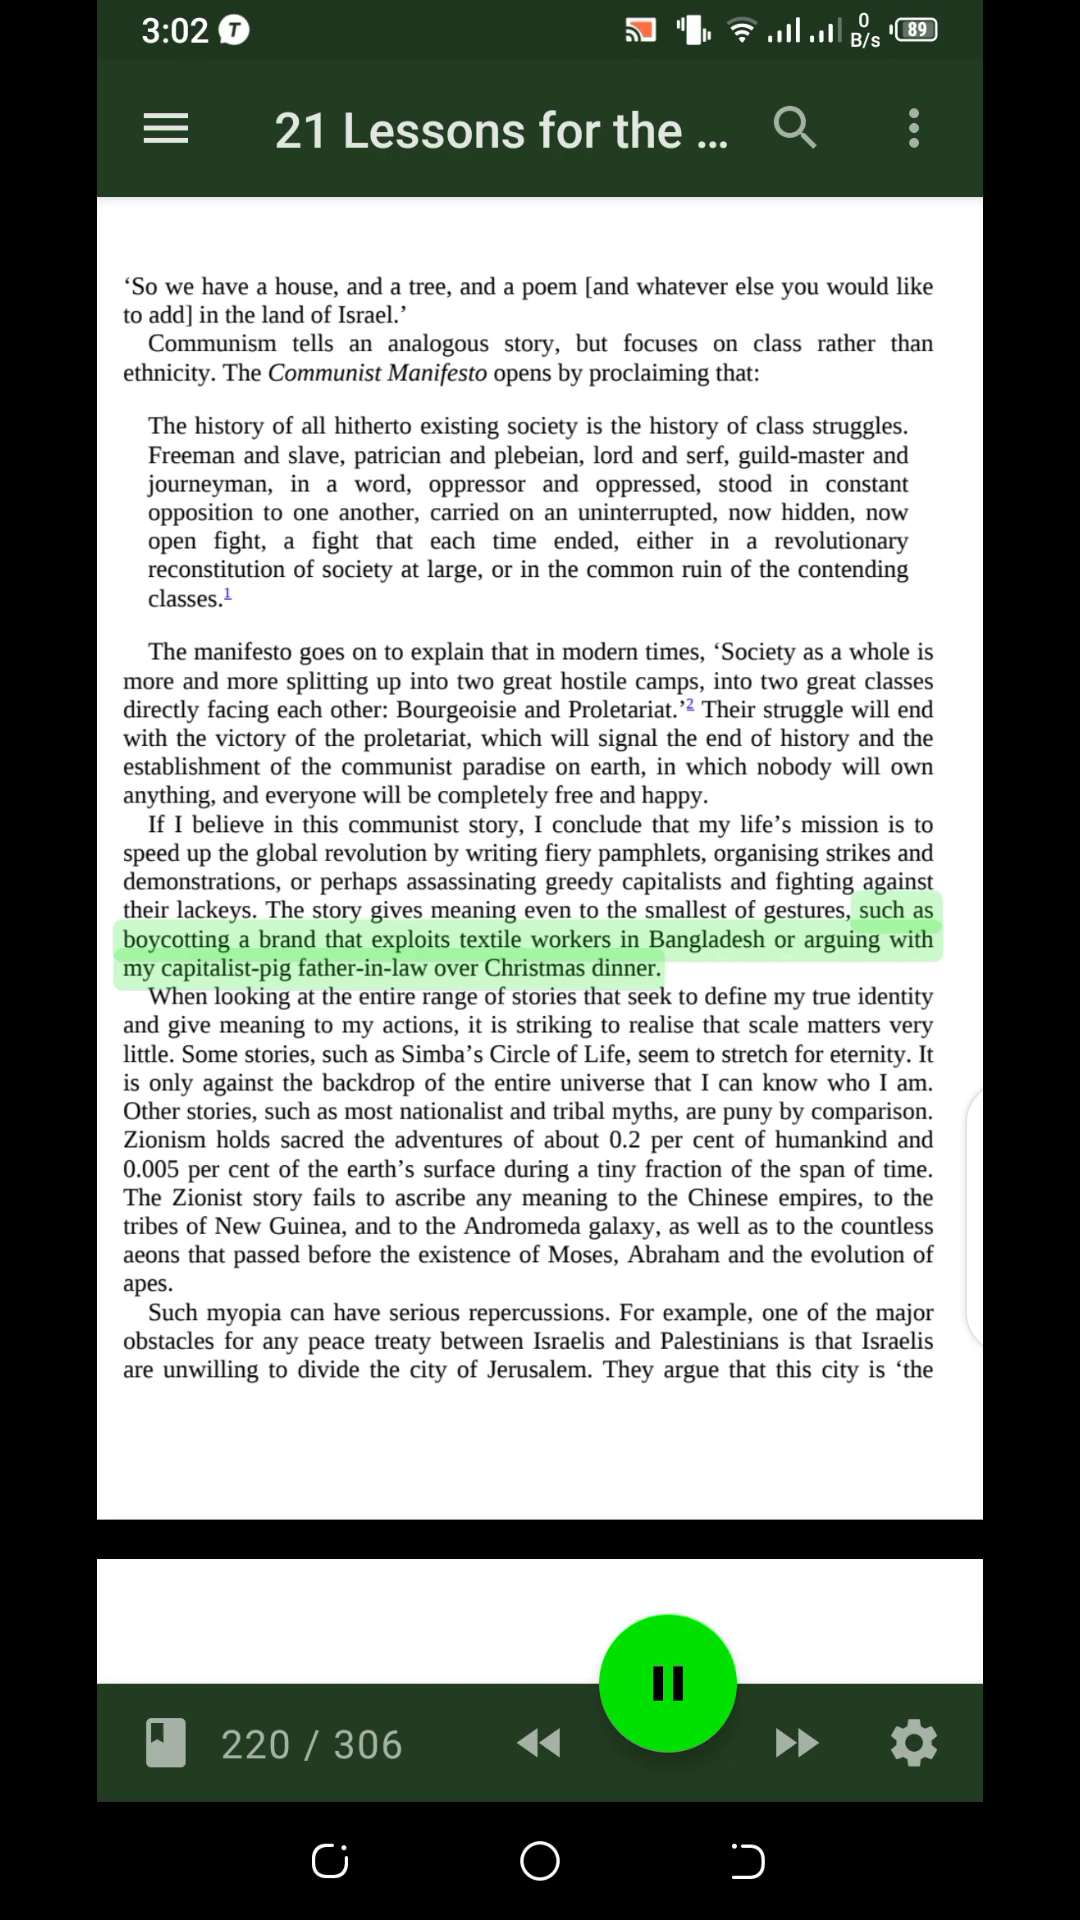 3:02
0
B/s
89
21 Lessons for the ...
‘So we have a house, and a tree, and a poem [and whatever else you would like
to add] in the land of Israel.’
Communism tells an analogous story, but focuses on class rather than
ethnicity. The Communist Manifesto opens by proclaiming that:
The history of all hitherto existing society is the history of class struggles.
Freeman and slave, patrician and plebeian, lord and serf, guild-master and
journeyman, in a word, oppressor and oppressed, stood in constant
opposition to one another, carried on an uninterrupted, now hidden, now
open fight, a fight that each time ended, either in a revolutionary
reconstitution of society at large, or in the common ruin of the contending
classes.1
The manifesto goes on to explain that in modern times, ‘Society as a whole is
more and more splitting up into two great hostile camps, into two great classes
directly facing each other: Bourgeoisie and Proletariat.’2 Their struggle will end
with the victory of the proletariat, which will signal the end of history and the
establishment of the communist paradise on earth, in which nobody will own
anything, and everyone will be completely free and happy.
If I believe in this communist story, I conclude that my life’s mission is to
speed up the global revolution by writing fiery pamphlets, organising strikes and
demonstrations, or perhaps assassinating greedy capitalists and fighting against
their lackeys. The story gives meaning even to the smallest of gestures, such as
boycotting a brand that exploits textile workers in Bangladesh or arguing with
my capitalist-pig father-in-law over Christmas dinner.
When looking at the entire range of stories that seek to define my true identity
and give meaning to my actions, it is striking to realise that scale matters very
little. Some stories, such as Simba’s Circle of Life, seem to stretch for eternity. It
is only against the backdrop of the entire universe that I can know who I am.
Other stories, such as most nationalist and tribal myths, are puny by comparison.
Zionism holds sacred the adventures of about 0.2 per cent of humankind and
0.005 per cent of the earth’s surface during a tiny fraction of the span of time.
The Zionist story fails to ascribe any meaning to the Chinese empires, to the
tribes of New Guinea, and to the Andromeda galaxy, as well as to the countless
aeons that passed before the existence of Moses, Abraham and the evolution of
apes.
Such myopia can have serious repercussions. For example, one of the major
obstacles for any peace treaty between Israelis and Palestinians is that Israelis
are unwilling to divide the city of Jerusalem. They argue that this city is ‘the
220 / 306